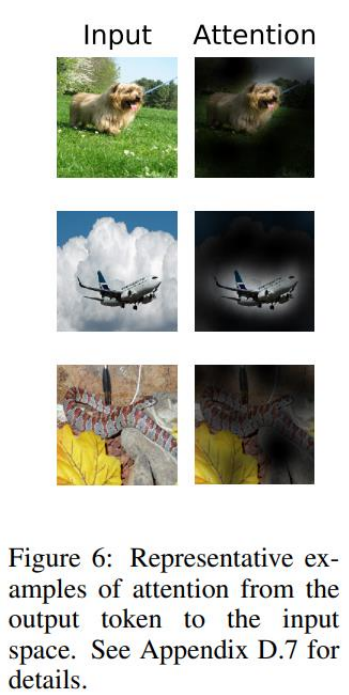 Input Attention
Figure 6: Representative ex-
amples of attention from the
output token to the input
space. See Appendix D.7 for
details.